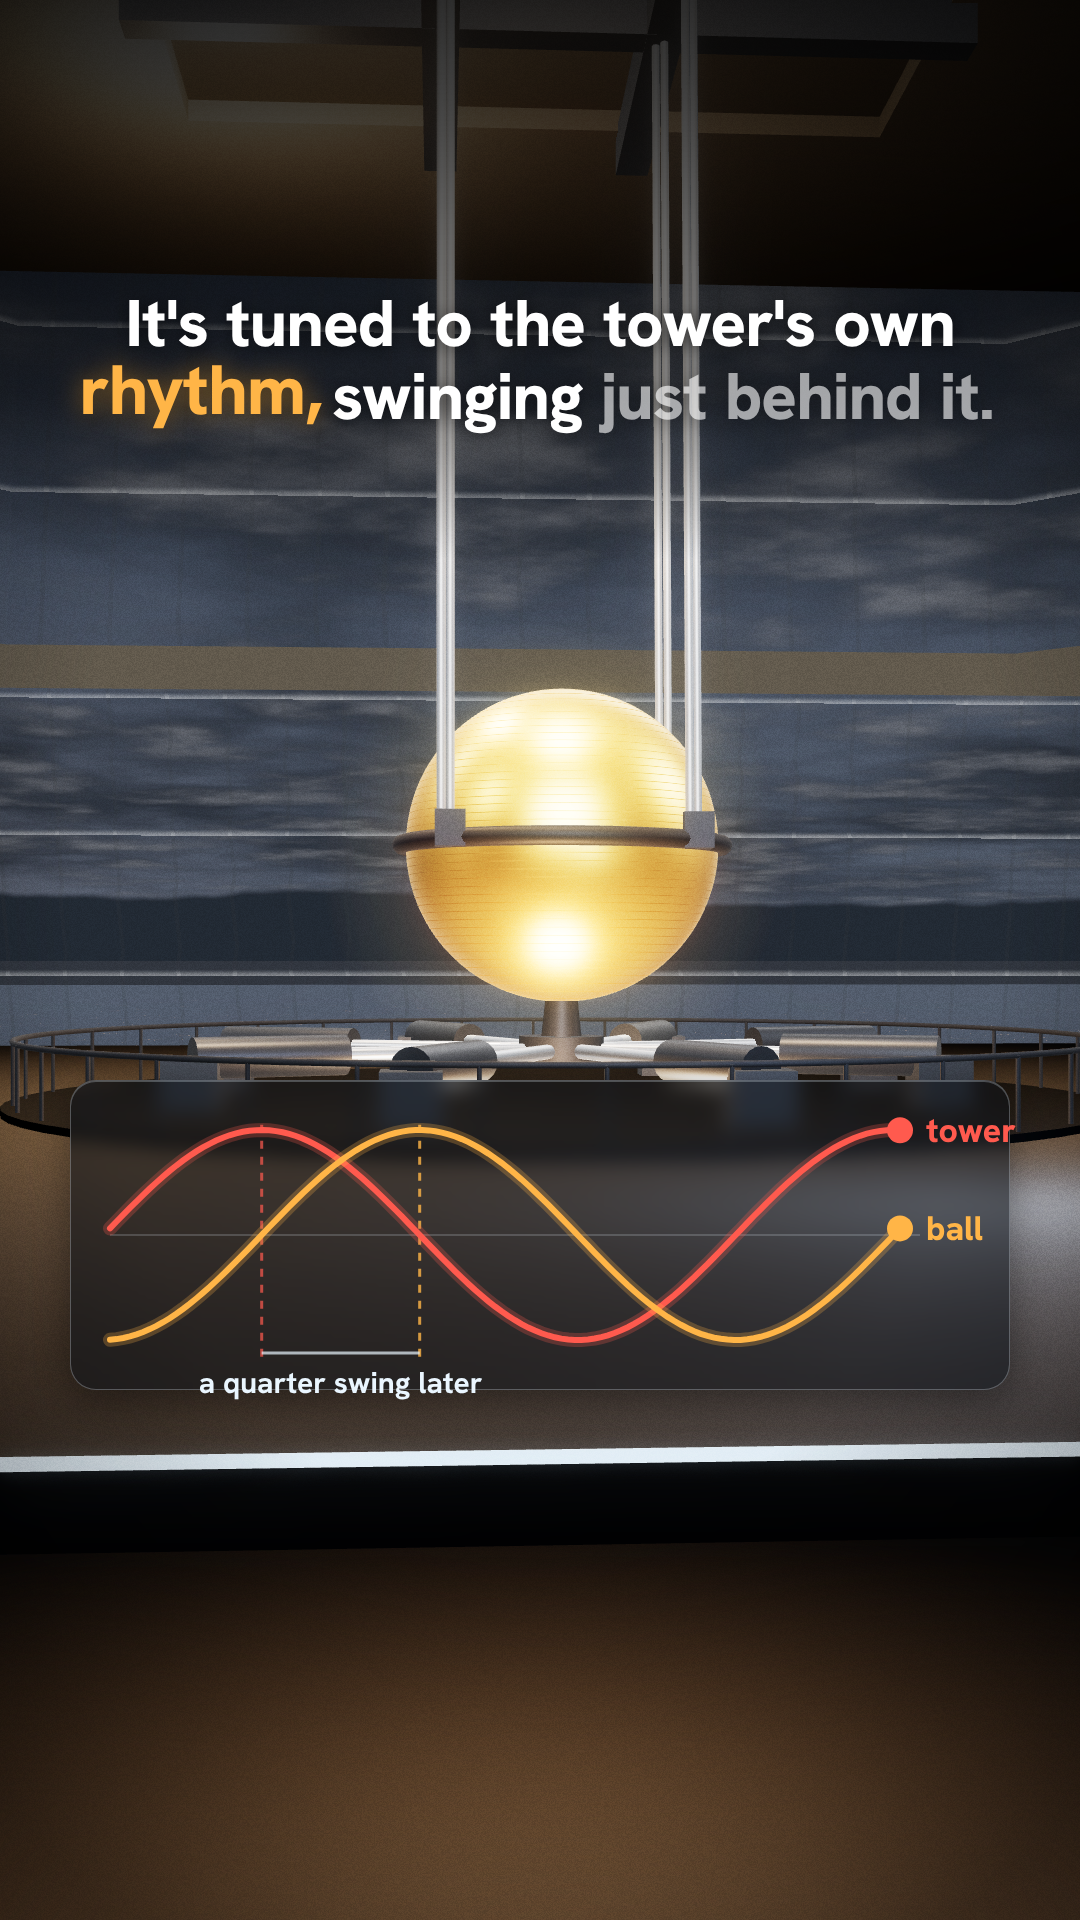 It's tuned to the tower's own
rhythm, swinging just behind it.
tower
ball
a quarter swing later